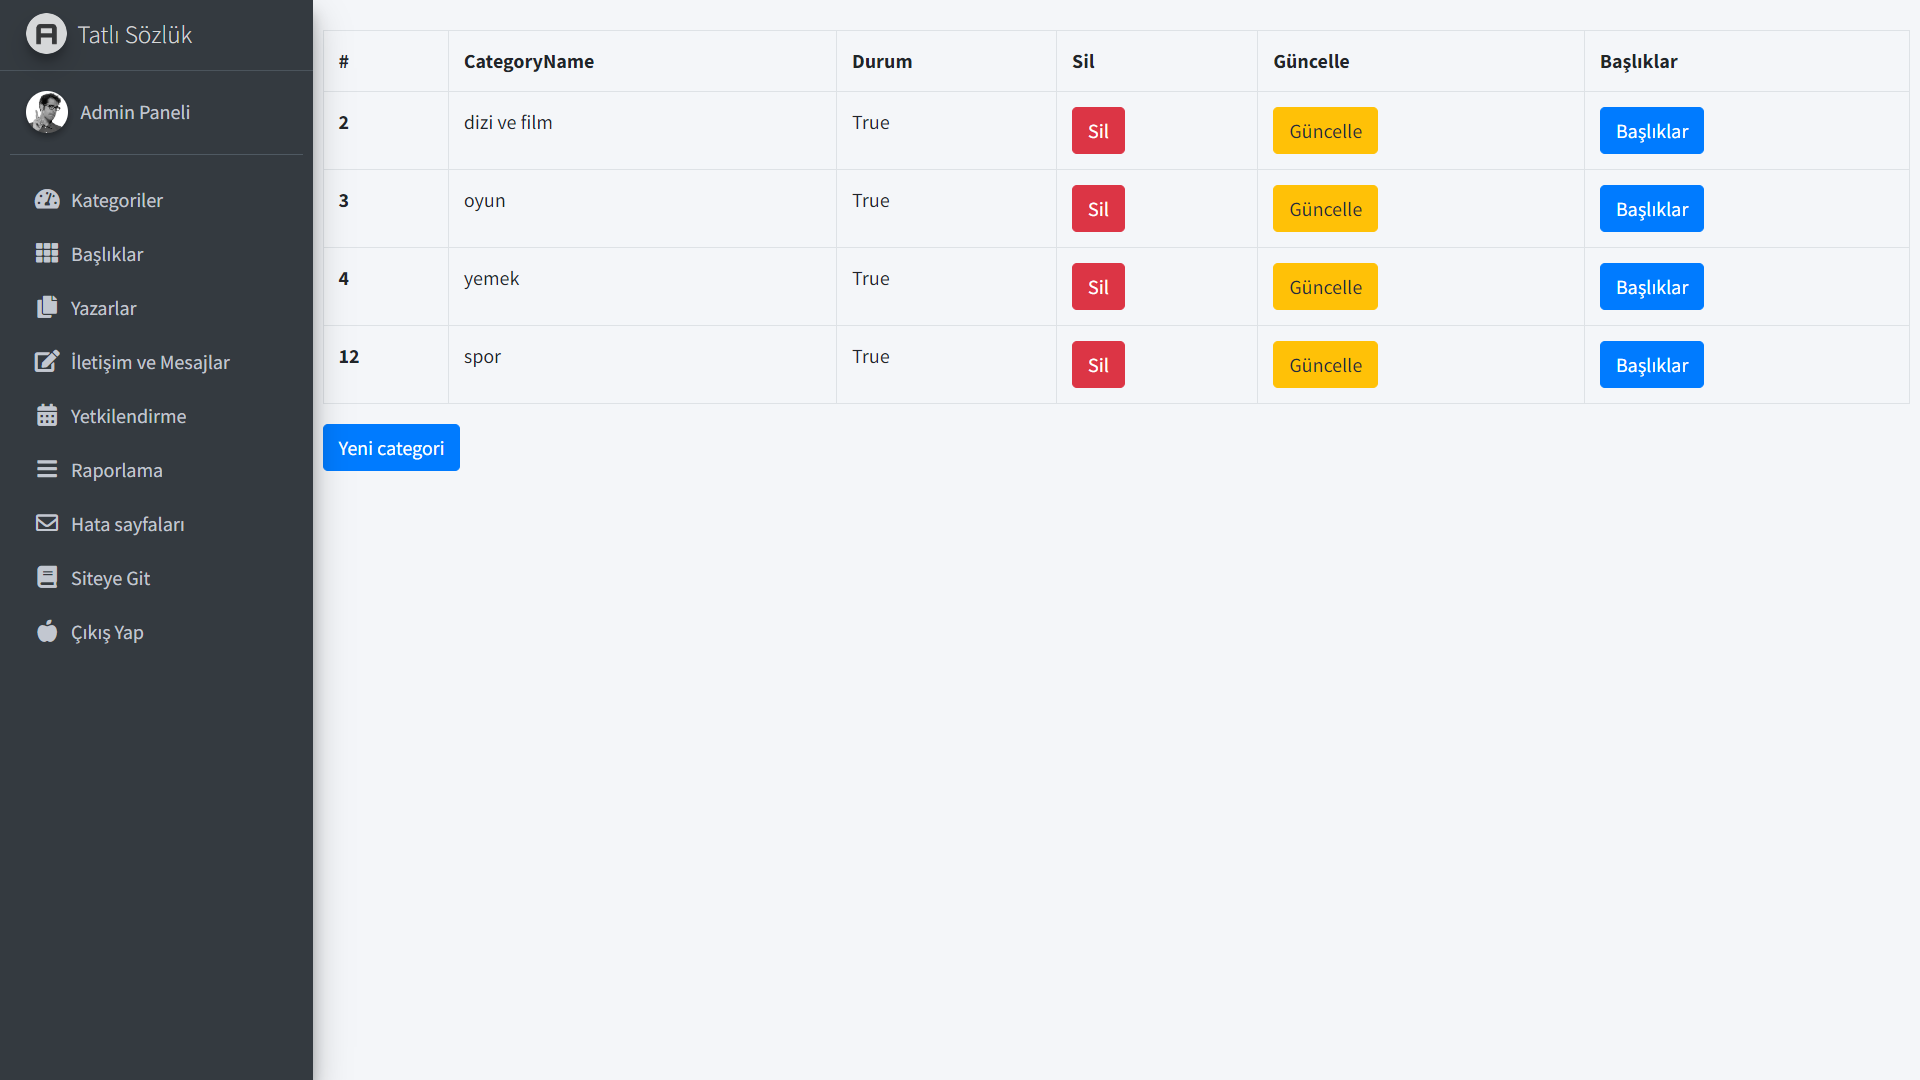 Tatlı Sözlük
Admin Paneli
Kategoriler
Başlıklar
Yazarlar
İletişim ve Mesajlar
Yetkilendirme
Raporlama
Hata sayfaları
Siteye Git
Çıkış Yap
# CategoryName Durum Sil Güncelle Başlıklar
2 dizi ve film True Sil Güncelle Başlıklar
3 oyun True Sil Güncelle Başlıklar
4 yemek True Sil Güncelle Başlıklar
12 spor True Sil Güncelle Başlıklar
Yeni categori